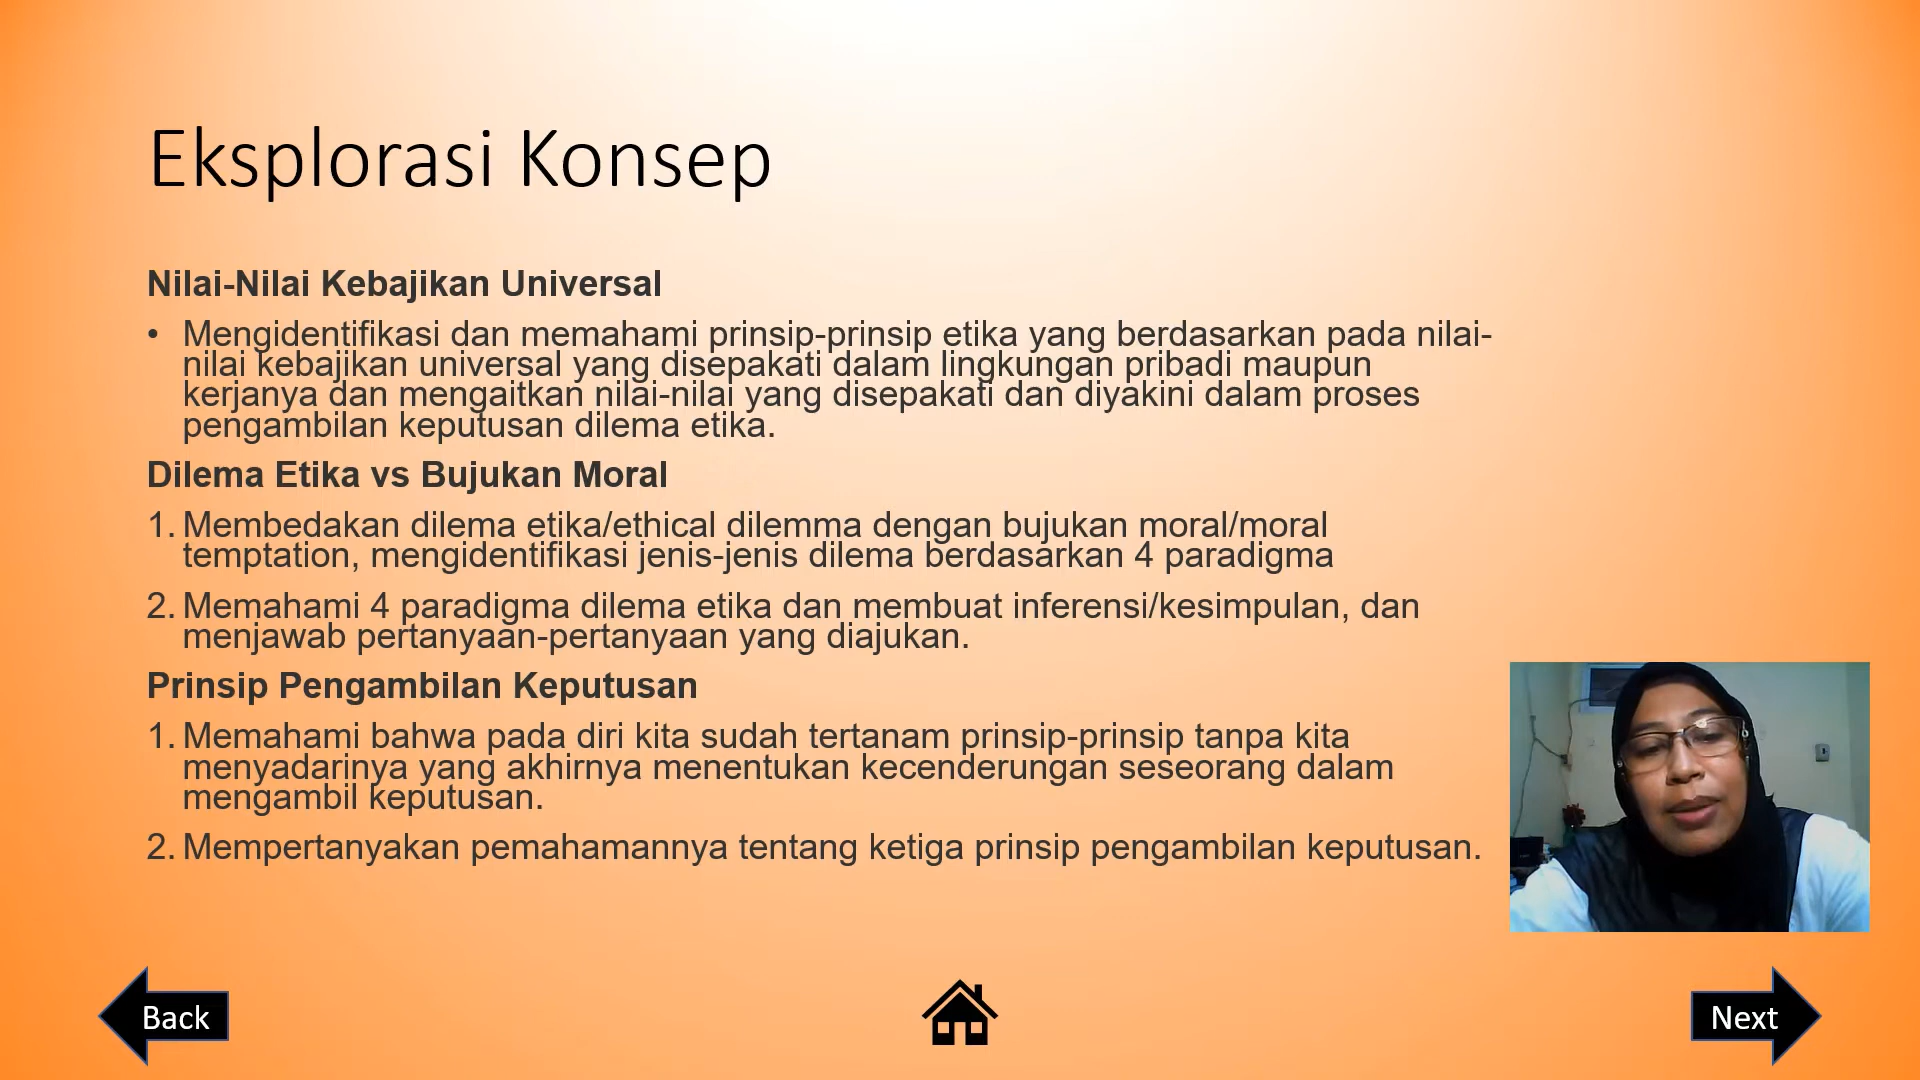 Eksplorasi Konsep
Nilai-Nilai Kebajikan Universal
• Mengidentifikasi dan memahami prinsip-prinsip etika yang berdasarkan pada nilai-
nilai kebajikan universal yang disepakati dalam lingkungan pribadi maupun
kerjanya dan mengaitkan nilai-nilai yang disepakati dan diyakini dalam proses
pengambilan keputusan dilema etika.
Dilema Etika vs Bujukan Moral
1. Membedakan dilema etika/ethical dilemma dengan bujukan moral/moral
temptation, mengidentifikasi jenis-jenis dilema berdasarkan 4 paradigma
2. Memahami 4 paradigma dilema etika dan membuat inferensi/kesimpulan, dan
menjawab pertanyaan-pertanyaan yang diajukan.
Prinsip Pengambilan Keputusan
1. Memahami bahwa pada diri kita sudah tertanam prinsip-prinsip tanpa kita
menyadarinya yang akhirnya menentukan kecenderungan seseorang dalam
mengambil keputusan.
2. Mempertanyakan pemahamannya tentang ketiga prinsip pengambilan keputusan.
Back
Next